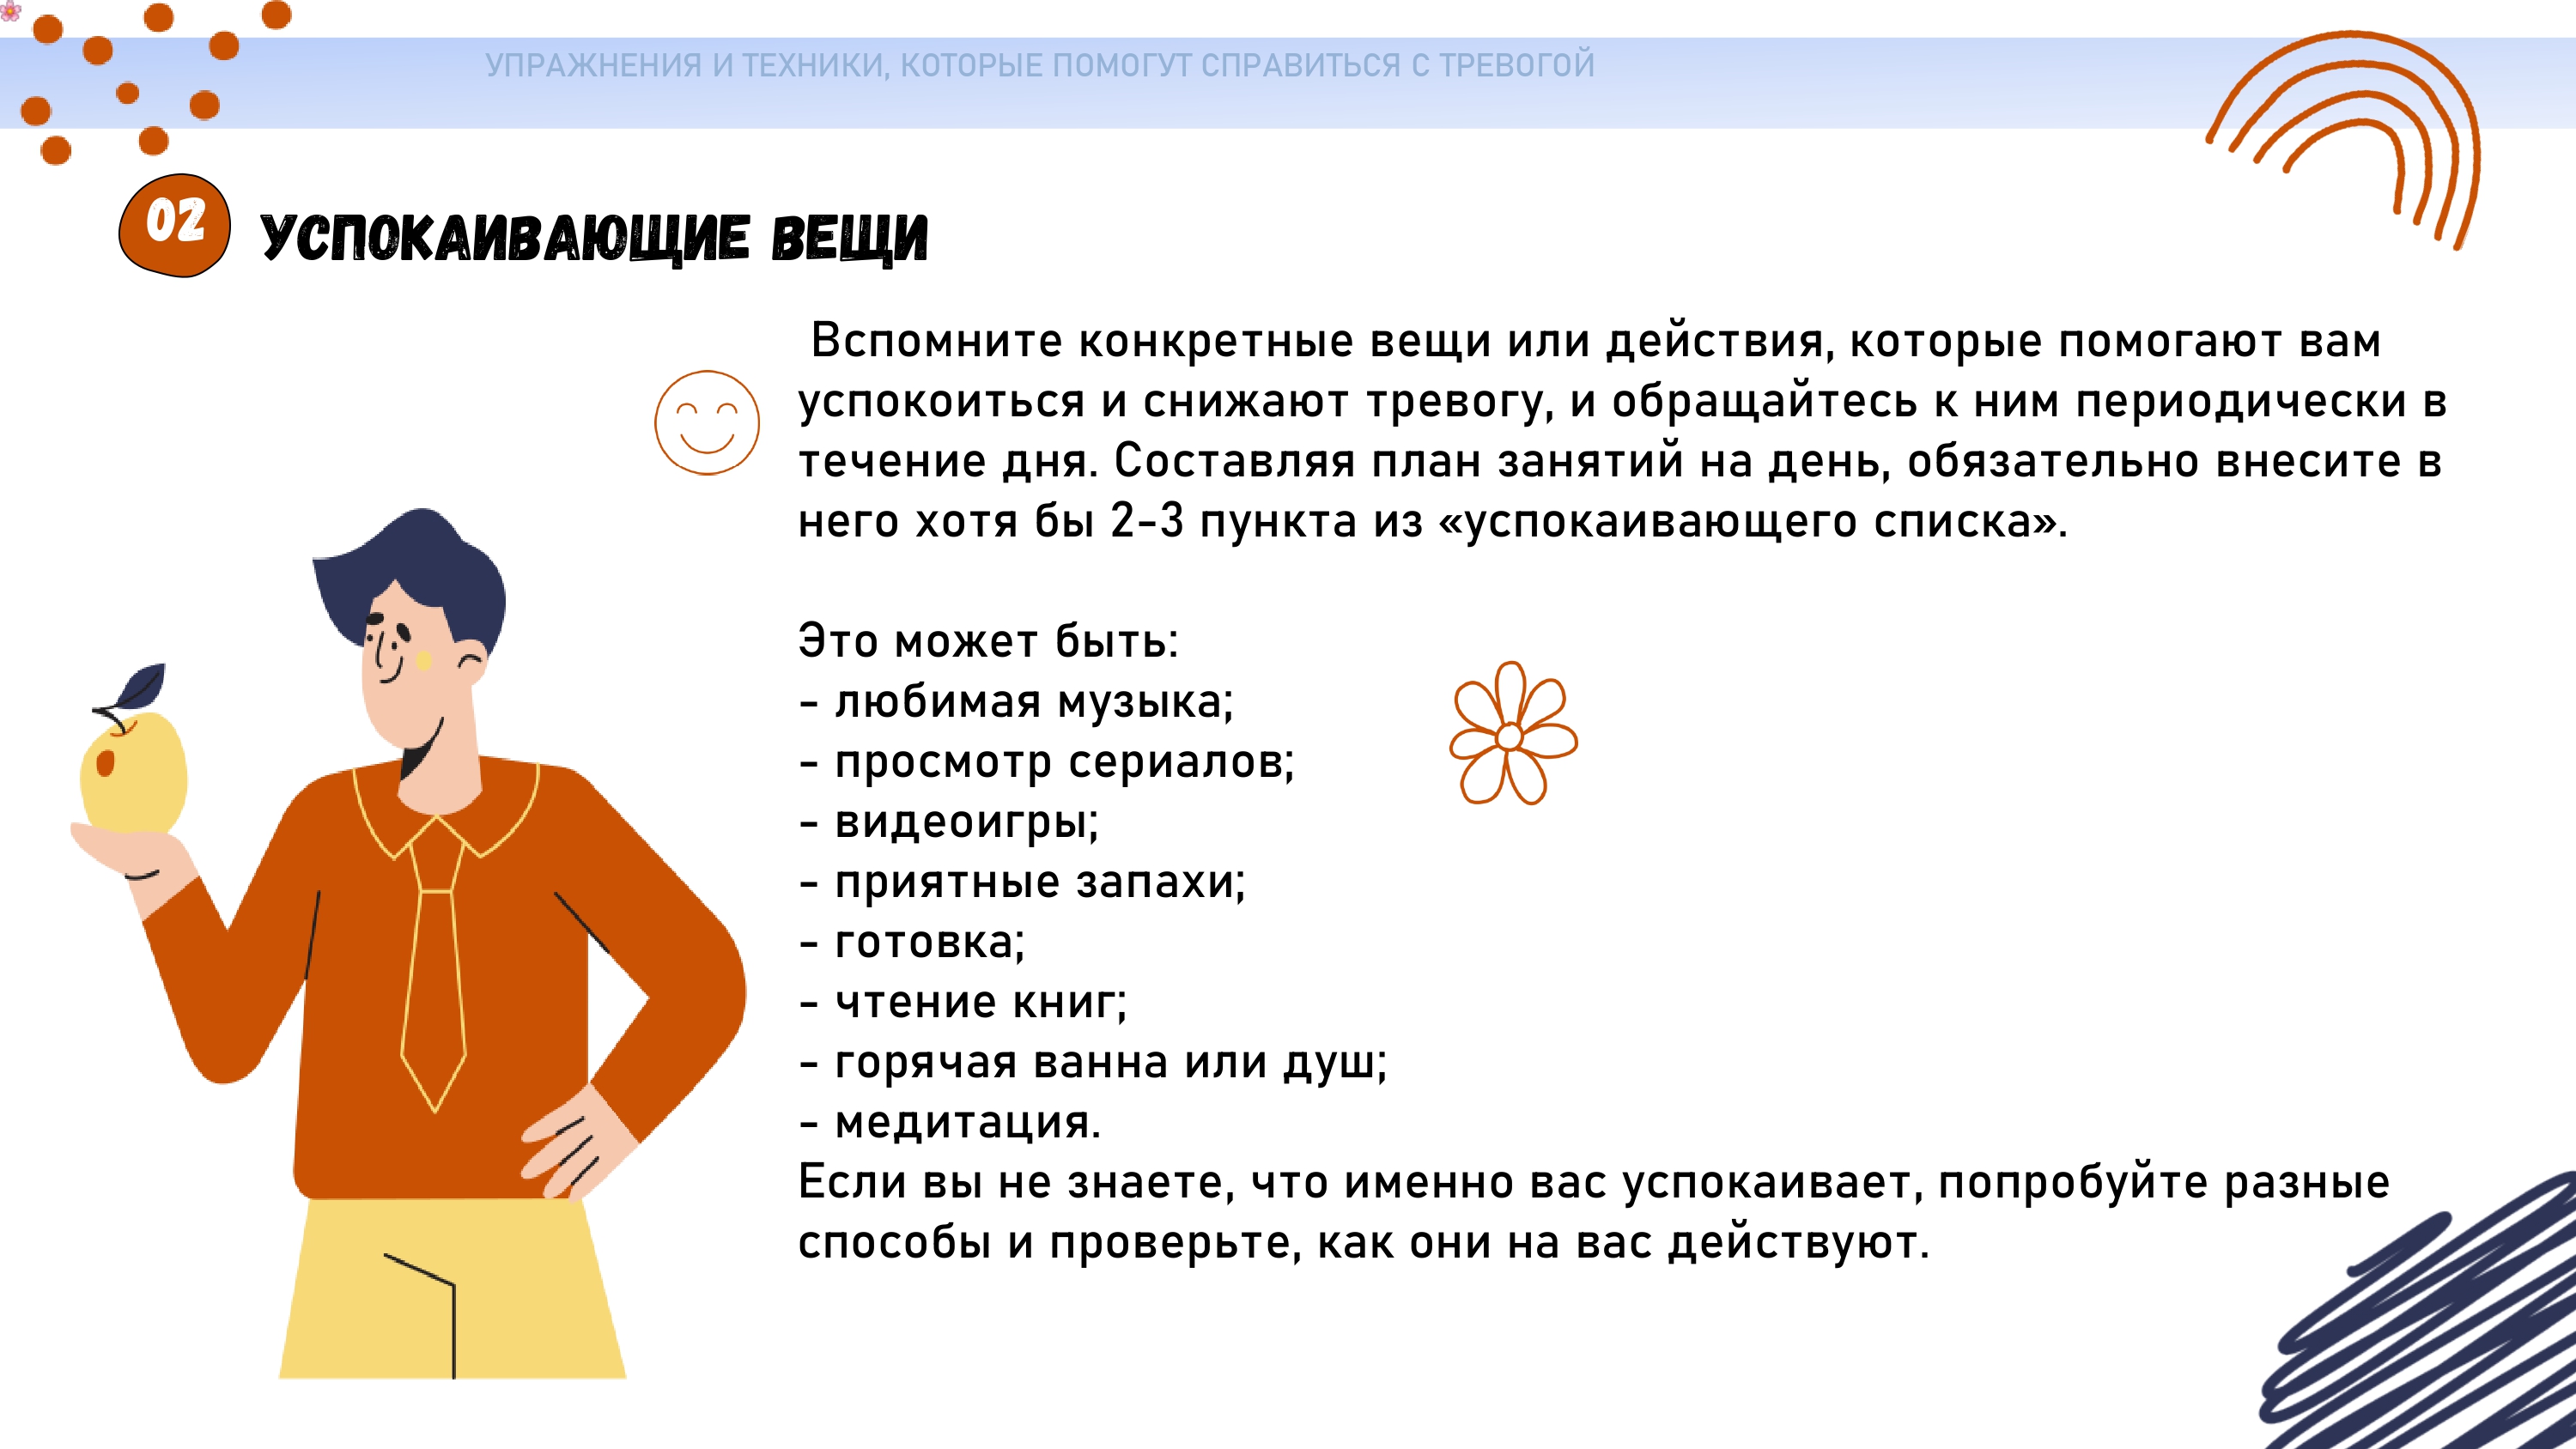 УПРАЖНЕНИЯ И ТЕХНИКИ, КОТОРЫЕ ПОМОГУТ СПРАВИТЬСЯ С ТРЕВОГОЙ
02
УСПОКАИВАЮЩИЕ ВЕЩИ
Вспомните конкретные вещи или действия, которые помогают вам
успокоиться и снижают тревогу, и обращайтесь к ним периодически в
течение дня. Составляя план занятий на день, обязательно внесите в
него хотя бы 2-3 пункта из «успокаивающего списка».
Это может быть:
- любимая музыка;
- просмотр сериалов;
- видеоигры;
- приятные запахи;
- готовка;
- чтение книг;
- горячая ванна или душ;
- медитация.
Если вы не знаете, что именно вас успокаивает, попробуйте разные
способы и проверьте, как они на вас действуют.